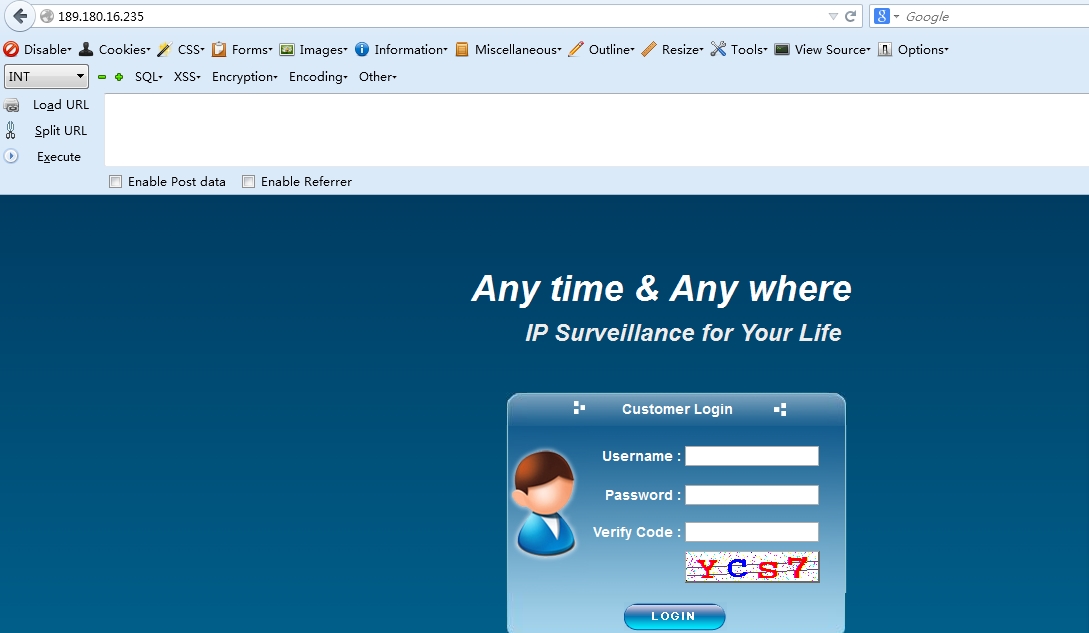 189.180.16.235
Google
Disable Cookies CSS Forms Images Information Miscellaneous Outline Resize Tools View Source Options
INT SQL XSS Encryption Encoding Other
Load URL
Split URL
Execute
Enable Post data Enable Referrer
Any time & Any where
IP Surveillance for Your Life
Customer Login
Username :
Password :
Verify Code :
YCS7
LOGIN